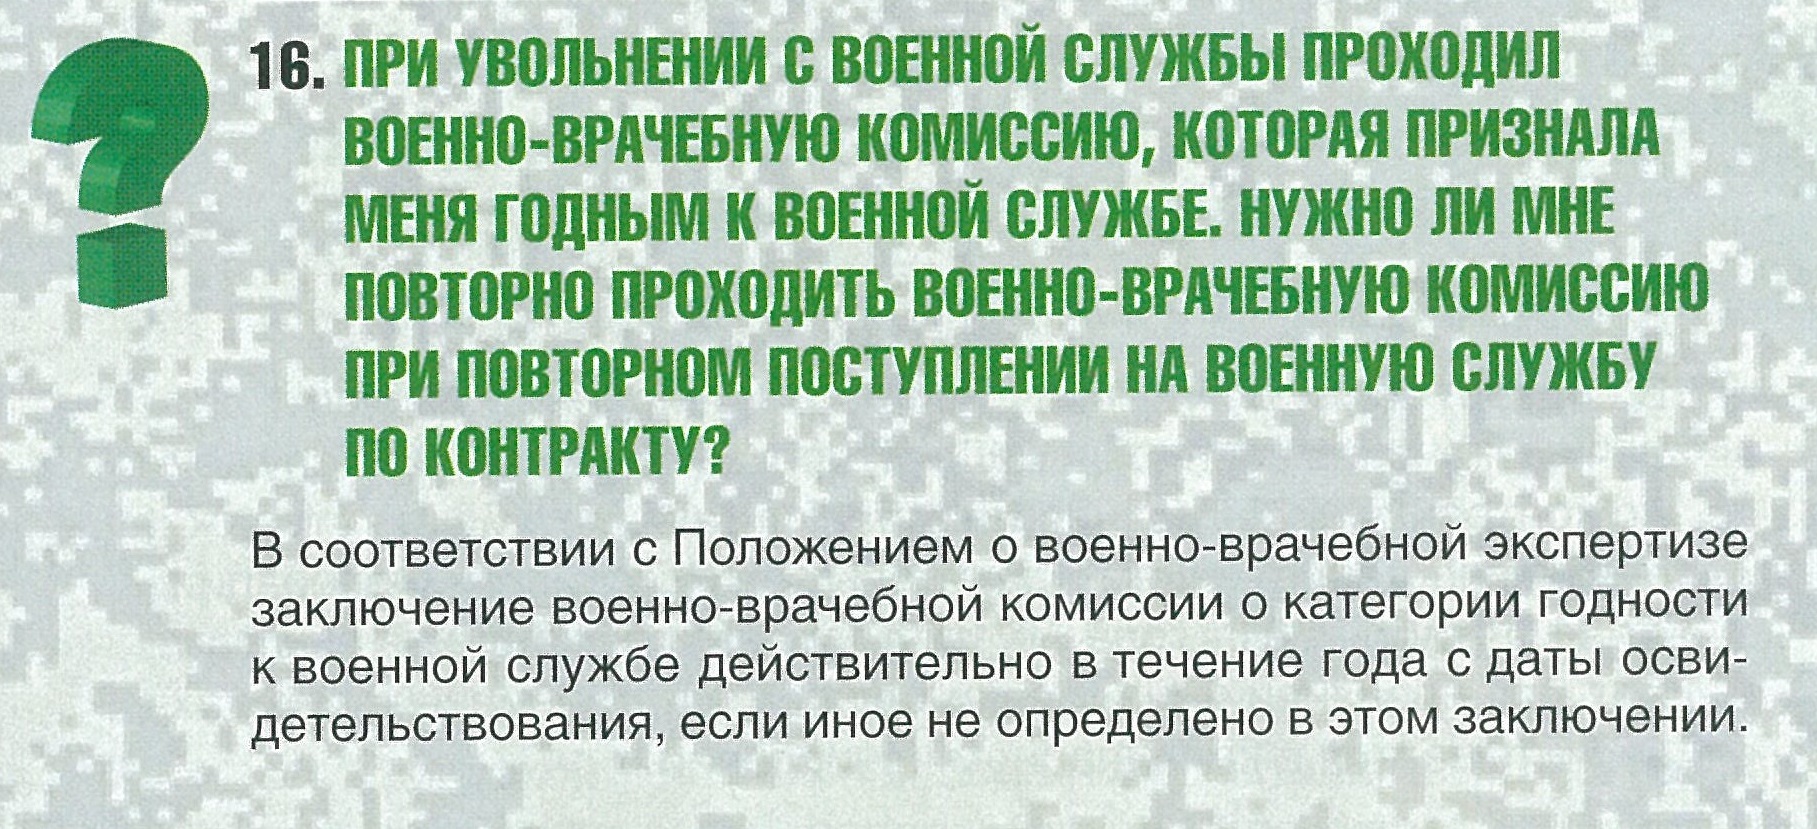 16. ПРИ УВОЛЬНЕНИИ С ВОЕННОЙ СЛУЖБЫ ПРОХОДИЛ
ВОЕННО-ВРАЧЕБНУЮ КОМИССИЮ, КОТОРАЯ ПРИЗНАЛА
МЕНЯ ГОДНЫМ К ВОЕННОЙ СЛУЖБЕ. НУЖНО ЛИ МНЕ
ПОВТОРНО ПРОХОДИТЬ ВОЕННО-ВРАЧЕБНУЮ КОМИССИЮ
ПРИ ПОВТОРНОМ ПОСТУПЛЕНИИ НА ВОЕННУЮ СЛУЖБУ
ПО КОНТРАКТУ?
В соответствии с Положением о военно-врачебной экспертизе
заключение военно-врачебной комиссии о категории годности
к военной службе действительно в течение года с даты осви-
детельствования, если иное не определено в этом заключении.